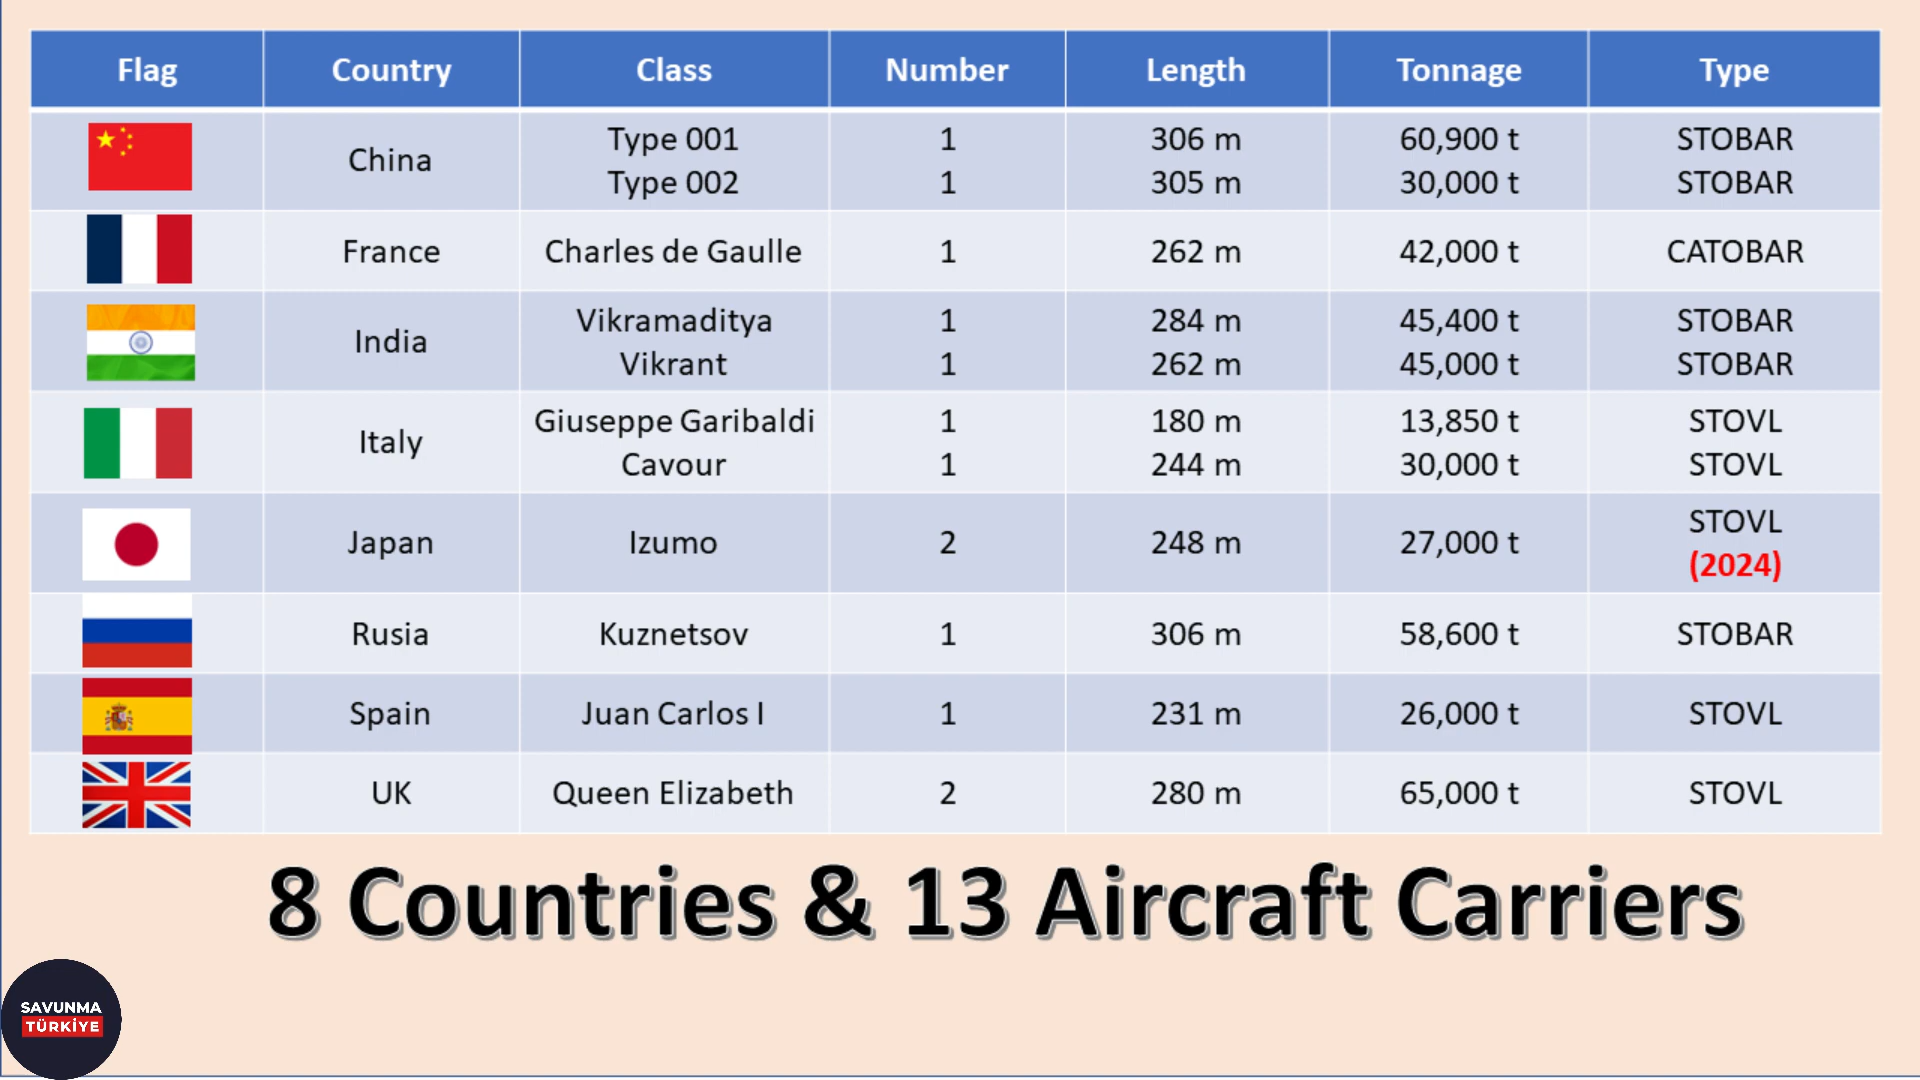 Flag Country Class Number Length Tonnage Type
China Type 001 1 306 m 60,900 t STOBAR
Type 002 1 305 m 30,000 t STOBAR
France Charles de Gaulle 1 262 m 42,000 t CATOBAR
India Vikramaditya 1 284 m 45,400 t STOBAR
Vikrant 1 262 m 45,000 t STOBAR
Italy Giuseppe Garibaldi 1 180 m 13,850 t STOVL
Cavour 1 244 m 30,000 t STOVL
Japan Izumo 2 248 m 27,000 t STOVL
(2024)
Rusia Kuznetsov 1 306 m 58,600 t STOBAR
Spain Juan Carlos I 1 231 m 26,000 t STOVL
UK Queen Elizabeth 2 280 m 65,000 t STOVL
8 Countries & 13 Aircraft Carriers
SAVUNMA
TÜRKİYE